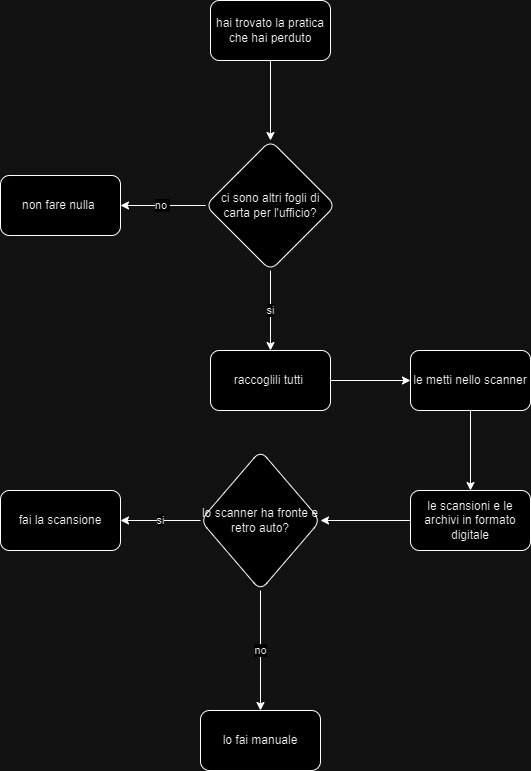 hai trovato la pratica
che hai perduto
ci sono altri fogli di
carta per l'ufficio?
no
non fare nulla
si
raccoglili tutti
le metti nello scanner
le scansioni e le
archivi in formato
digitale
lo scanner ha fronte e
retro auto?
si
fai la scansione
no
lo fai manuale